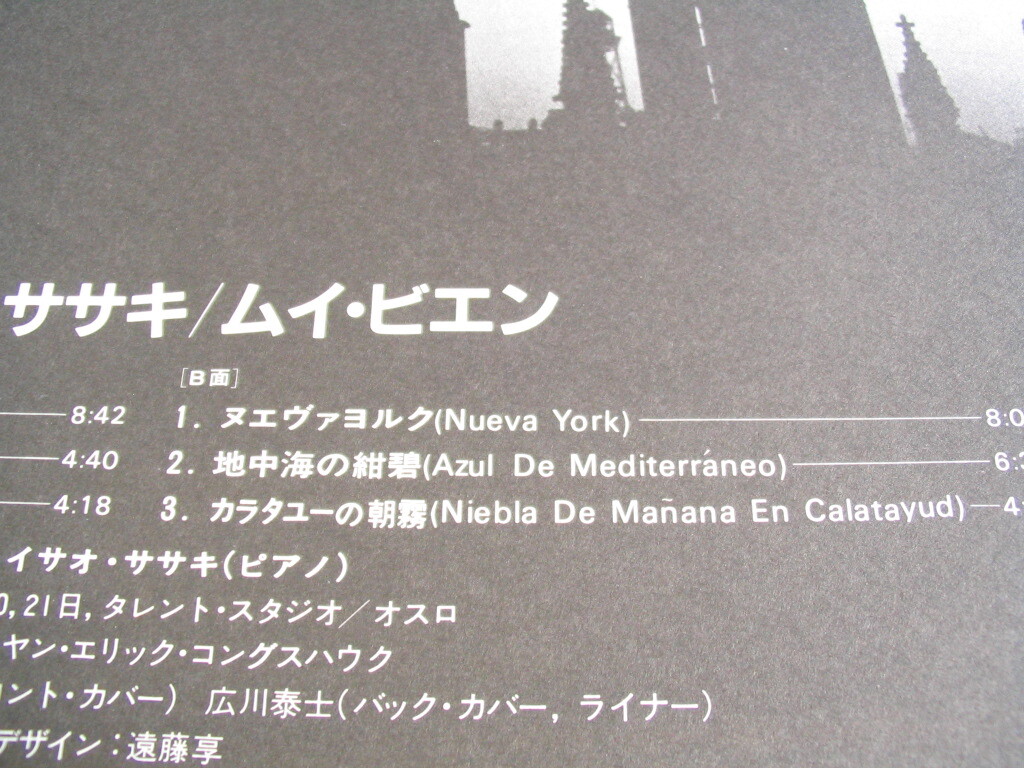 ササキ/ムイ・ビエン
[B面]
8:42 1. ヌエヴァヨルク(Nueva York) 8:0
4:40 2. 地中海の紺碧(Azul De Mediterráneo) 6:
4:18 3. カラタユーの朝霧(Niebla De Mañana En Calatayud) 4
イサオ・ササキ(ピアノ)
0,21日, タレント・スタジオ/オスロ
ヤン・エリック・コングスハウク
ント・カバー) 広川泰士(バック・カバー, ライナー)
デザイン:遠藤享